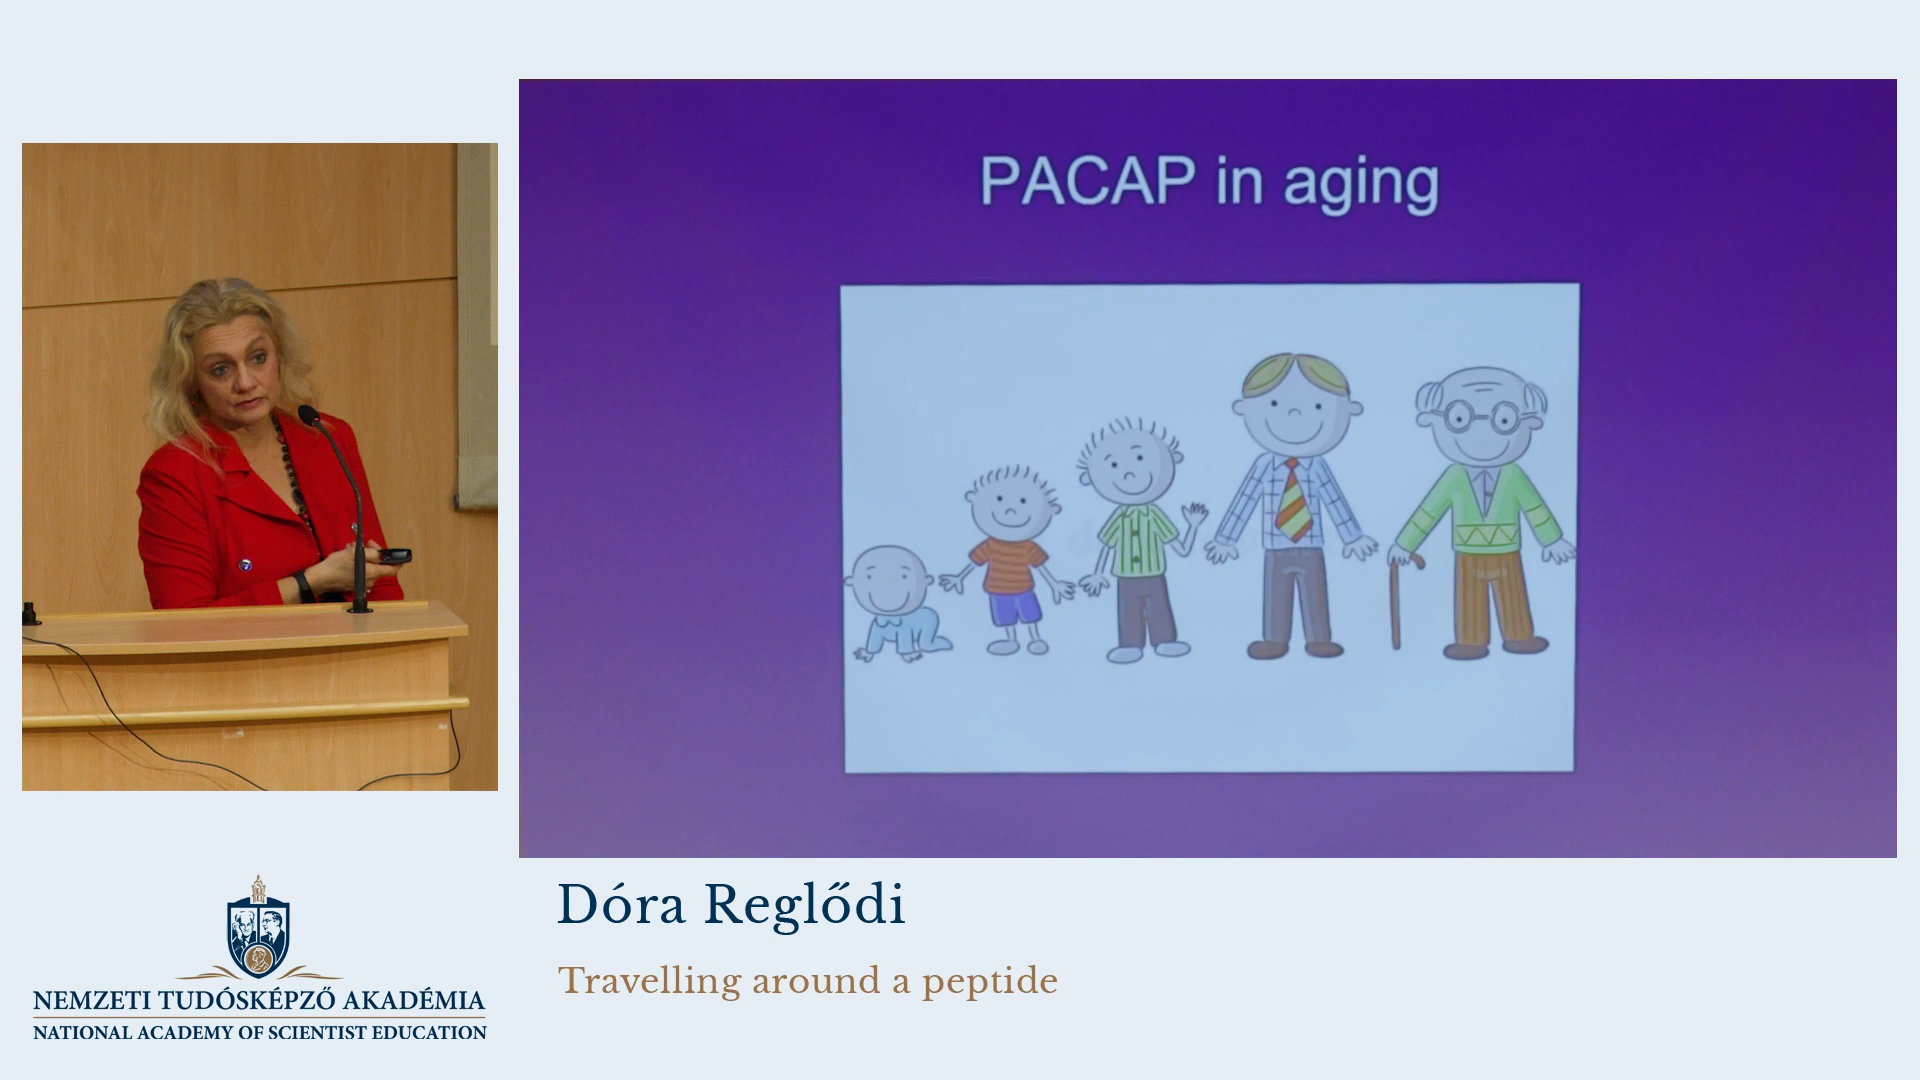 PACAP in aging
Dóra Reglődi
Travelling around a peptide
NEMZETI TUDÓSKÉPZŐ AKADÉMIA
NATIONAL ACADEMY OF SCIENTIST EDUCATION